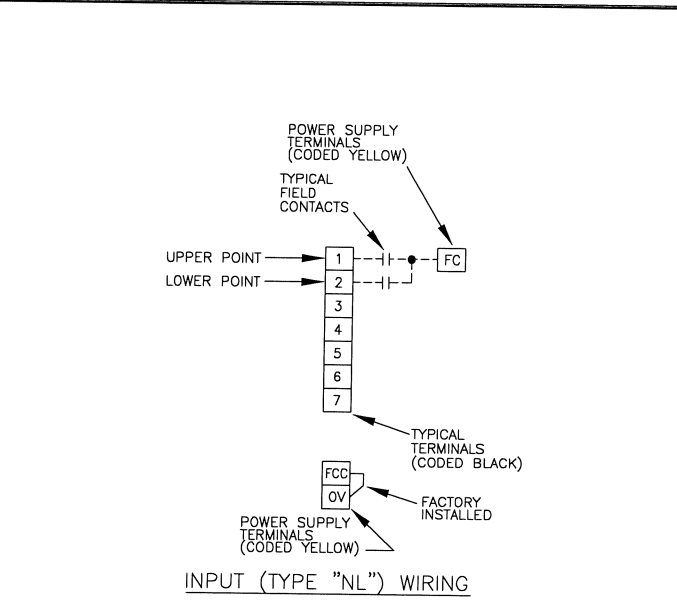 POWER SUPPLY
TERMINALS
(CODED YELLOW)
TYPICAL
FIELD
CONTACTS
UPPER POINT
1
FC
LOWER POINT
2
3
4
5
6
7
TYPICAL
TERMINALS
(CODED BLACK)
FCC
OV
FACTORY
INSTALLED
POWER SUPPLY
TERMINALS
(CODED YELLOW)
INPUT (TYPE "NL") WIRING